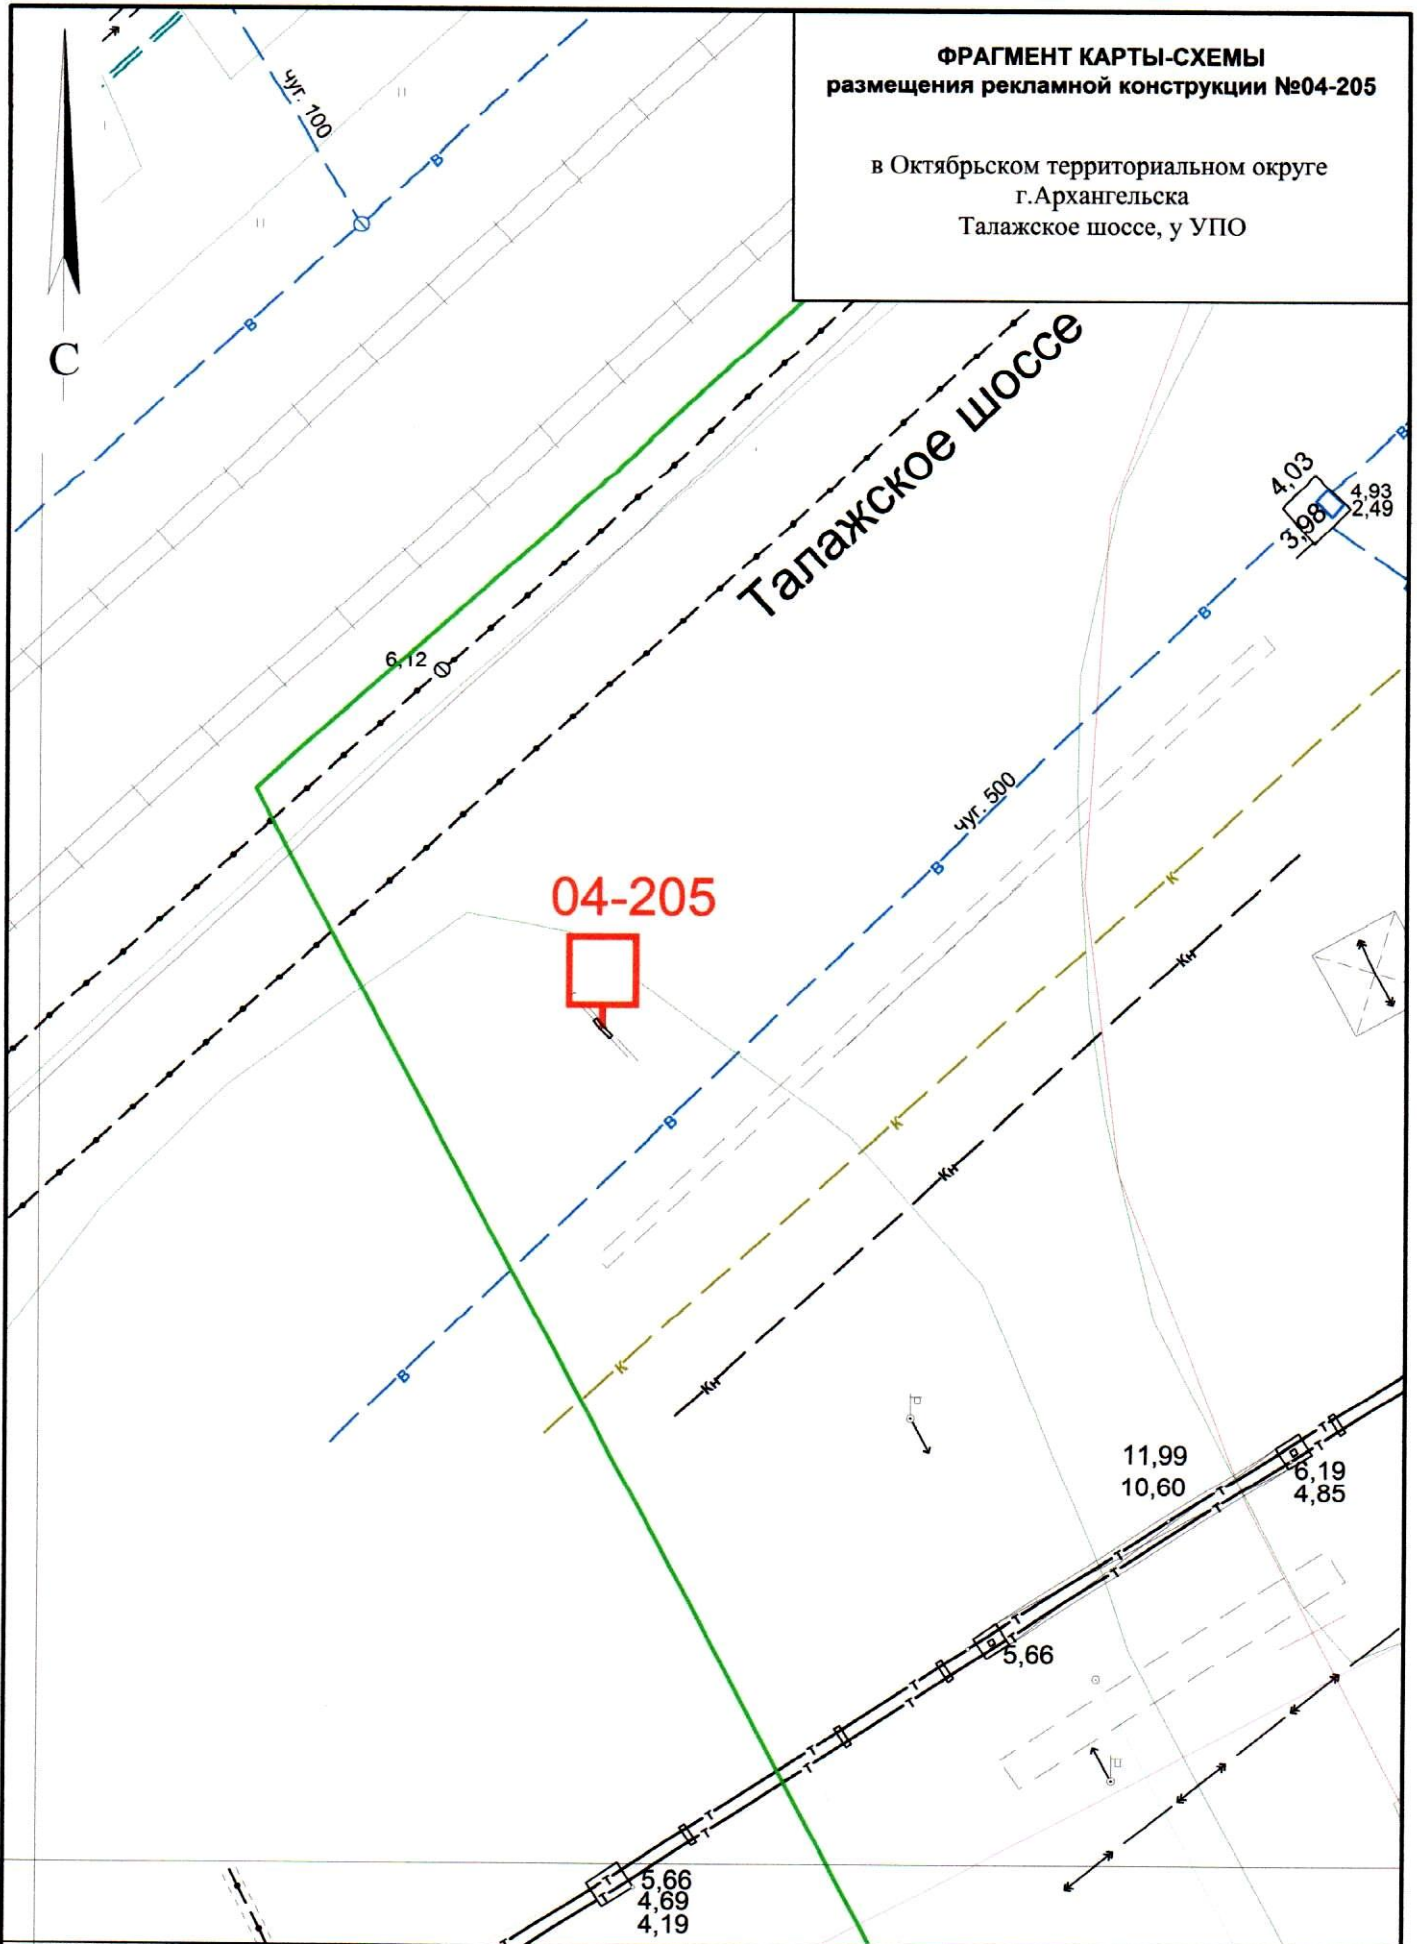 ФРАГМЕНТ КАРТЫ-СХЕМЫ
размещения рекламной конструкции №04-205
в Октябрьском территориальном округе
г.Архангельска
Талажское шоссе, у УПО
чуг. 100
В
В
С
Талажское шоссе
В
4,03
4,93
2,49
3,98
6,12
В
чуг. 500
В
К
04-205
Кн
В
К
Кн
В
К
Кн
11,99
10,60
6,19
4,85
Т
Т
Т
Т
Т
Т
Т
Т
5,66
Т
Т
Т
Т
Т
Т
Т
Т
5,66
4,69
4,19